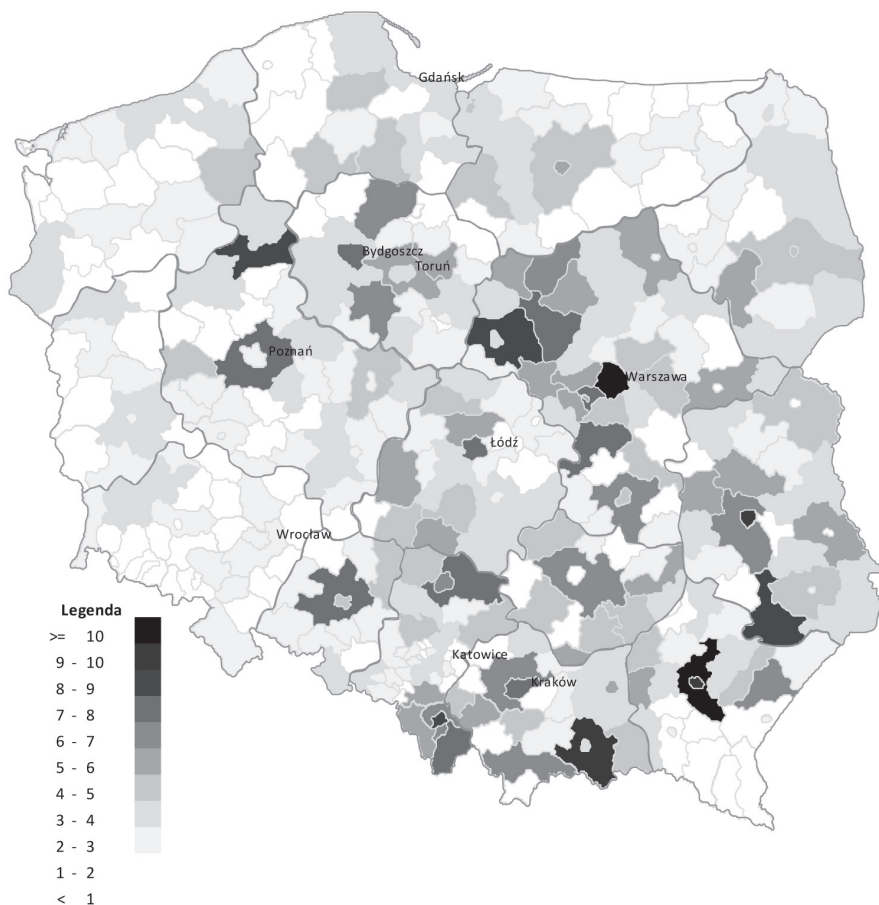 Gdańsk
Bydgoszcz
Toruń
Poznań
Warszawa
Łódź
Wrocław
Legenda
>= 10
9 - 10
8 - 9
7 - 8
6 - 7
5 - 6
4 - 5
3 - 4
2 - 3
1 - 2
< 1
Katowice
Kraków